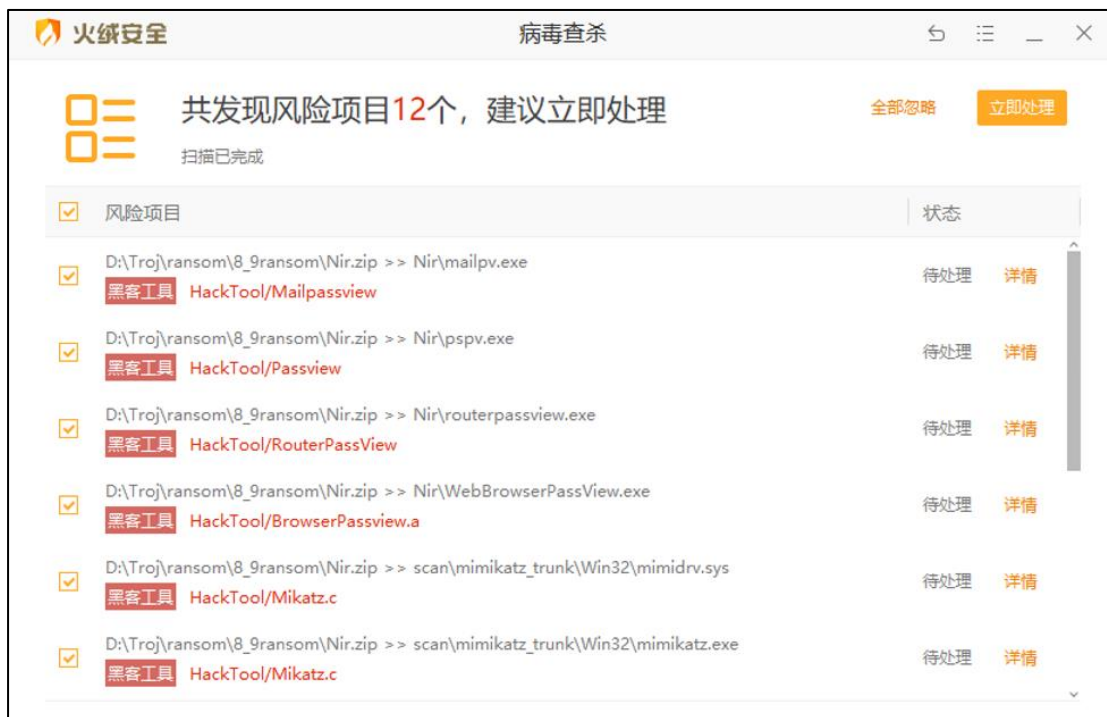 火绒安全
病毒查杀
共发现风险项目12个，建议立即处理
全部忽略
立即处理
扫描已完成
风险项目
状态
D:\Troj\ransom\8_9ransom\Nir.zip >> Nir\mailpv.exe
黑客工具 HackTool/Mailpassview
待处理 详情
D:\Troj\ransom\8_9ransom\Nir.zip >> Nir\pspv.exe
黑客工具 HackTool/Passview
待处理 详情
D:\Troj\ransom\8_9ransom\Nir.zip >> Nir\routerpassview.exe
黑客工具 HackTool/RouterPassView
待处理 详情
D:\Troj\ransom\8_9ransom\Nir.zip >> Nir\WebBrowserPassView.exe
黑客工具 HackTool/BrowserPassview.a
待处理 详情
D:\Troj\ransom\8_9ransom\Nir.zip >> scan\mimikatz_trunk\Win32\mimidrv.sys
黑客工具 HackTool/Mikatz.c
待处理 详情
D:\Troj\ransom\8_9ransom\Nir.zip >> scan\mimikatz_trunk\Win32\mimikatz.exe
黑客工具 HackTool/Mikatz.c
待处理 详情